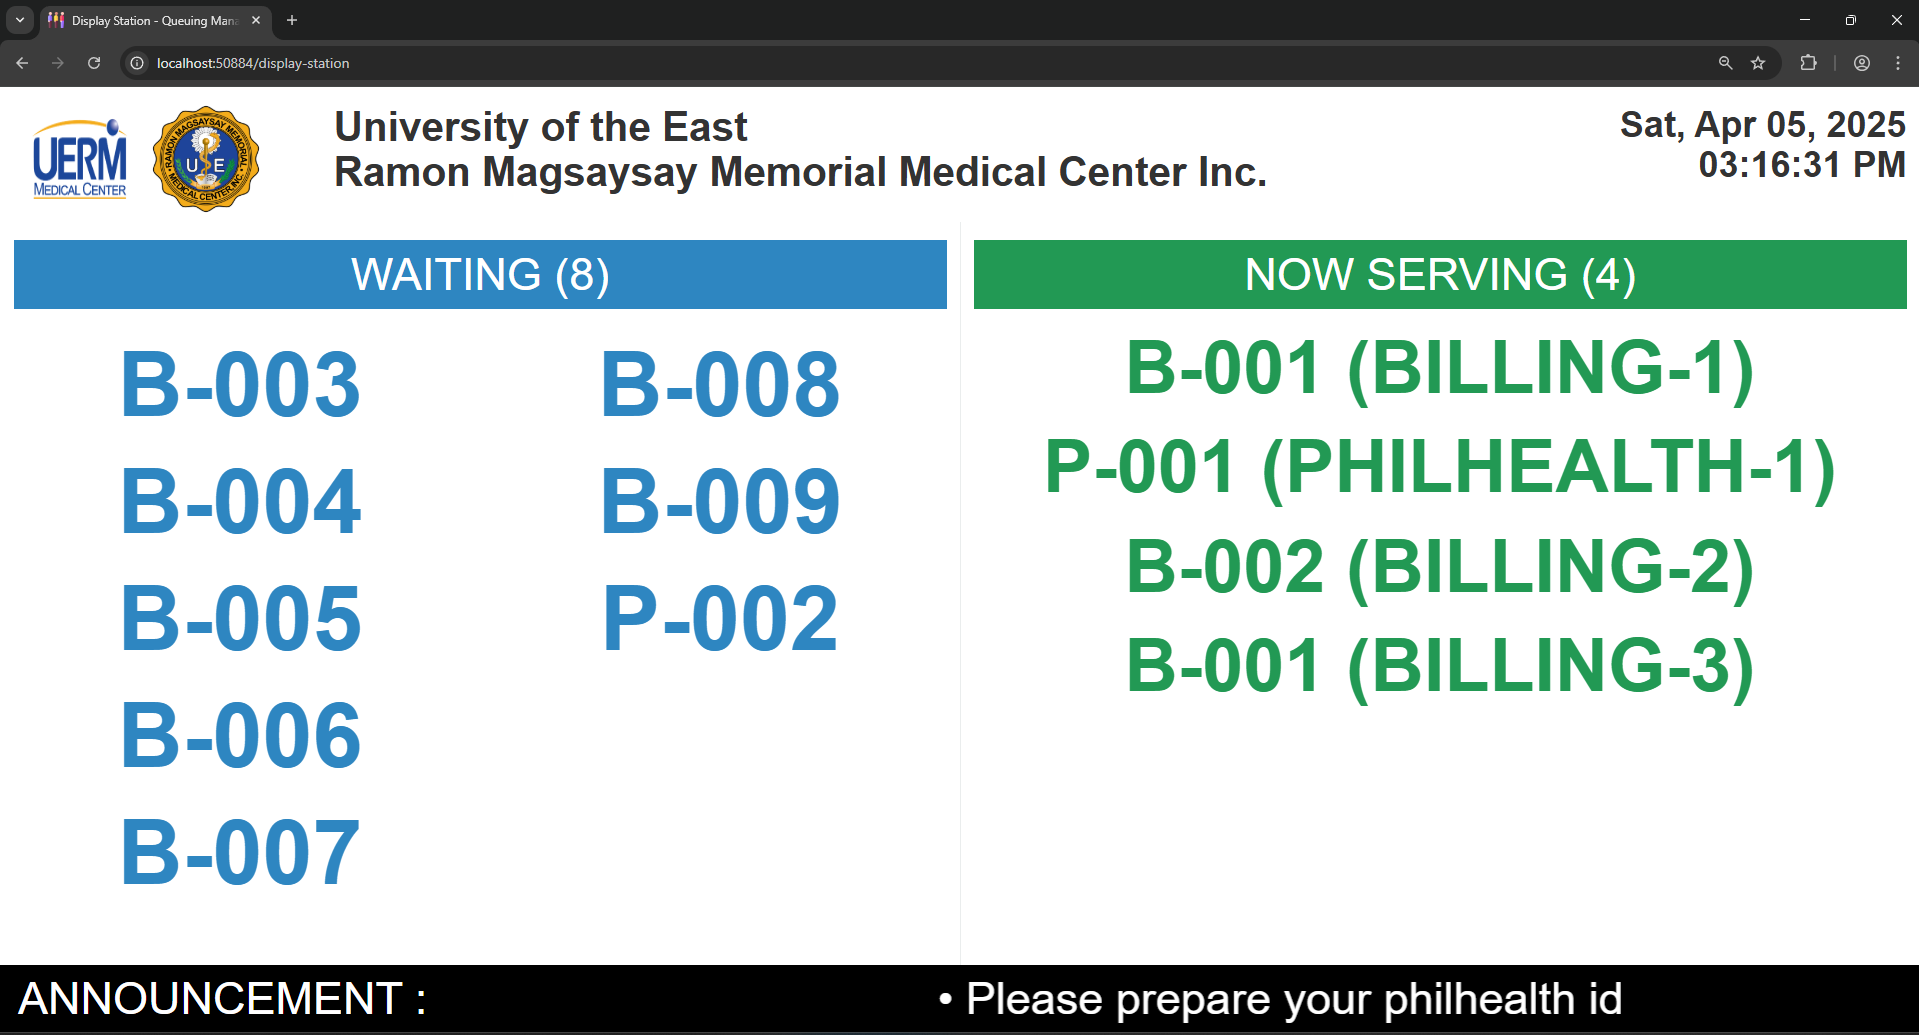 Display Station - Queuing Mana
localhost:50884/display-station
UERM
MEDICAL CENTER
RAMON MAGSAYSAY MEMORIAL
U E
MEDICAL CENTER, INC.
University of the East
Ramon Magsaysay Memorial Medical Center Inc.
Sat, Apr 05, 2025
03:16:31 PM
WAITING (8)
B-003
B-004
B-005
B-006
B-007
B-008
B-009
P-002
NOW SERVING (4)
B-001 (BILLING-1)
P-001 (PHILHEALTH-1)
B-002 (BILLING-2)
B-001 (BILLING-3)
ANNOUNCEMENT :
• Please prepare your philhealth id